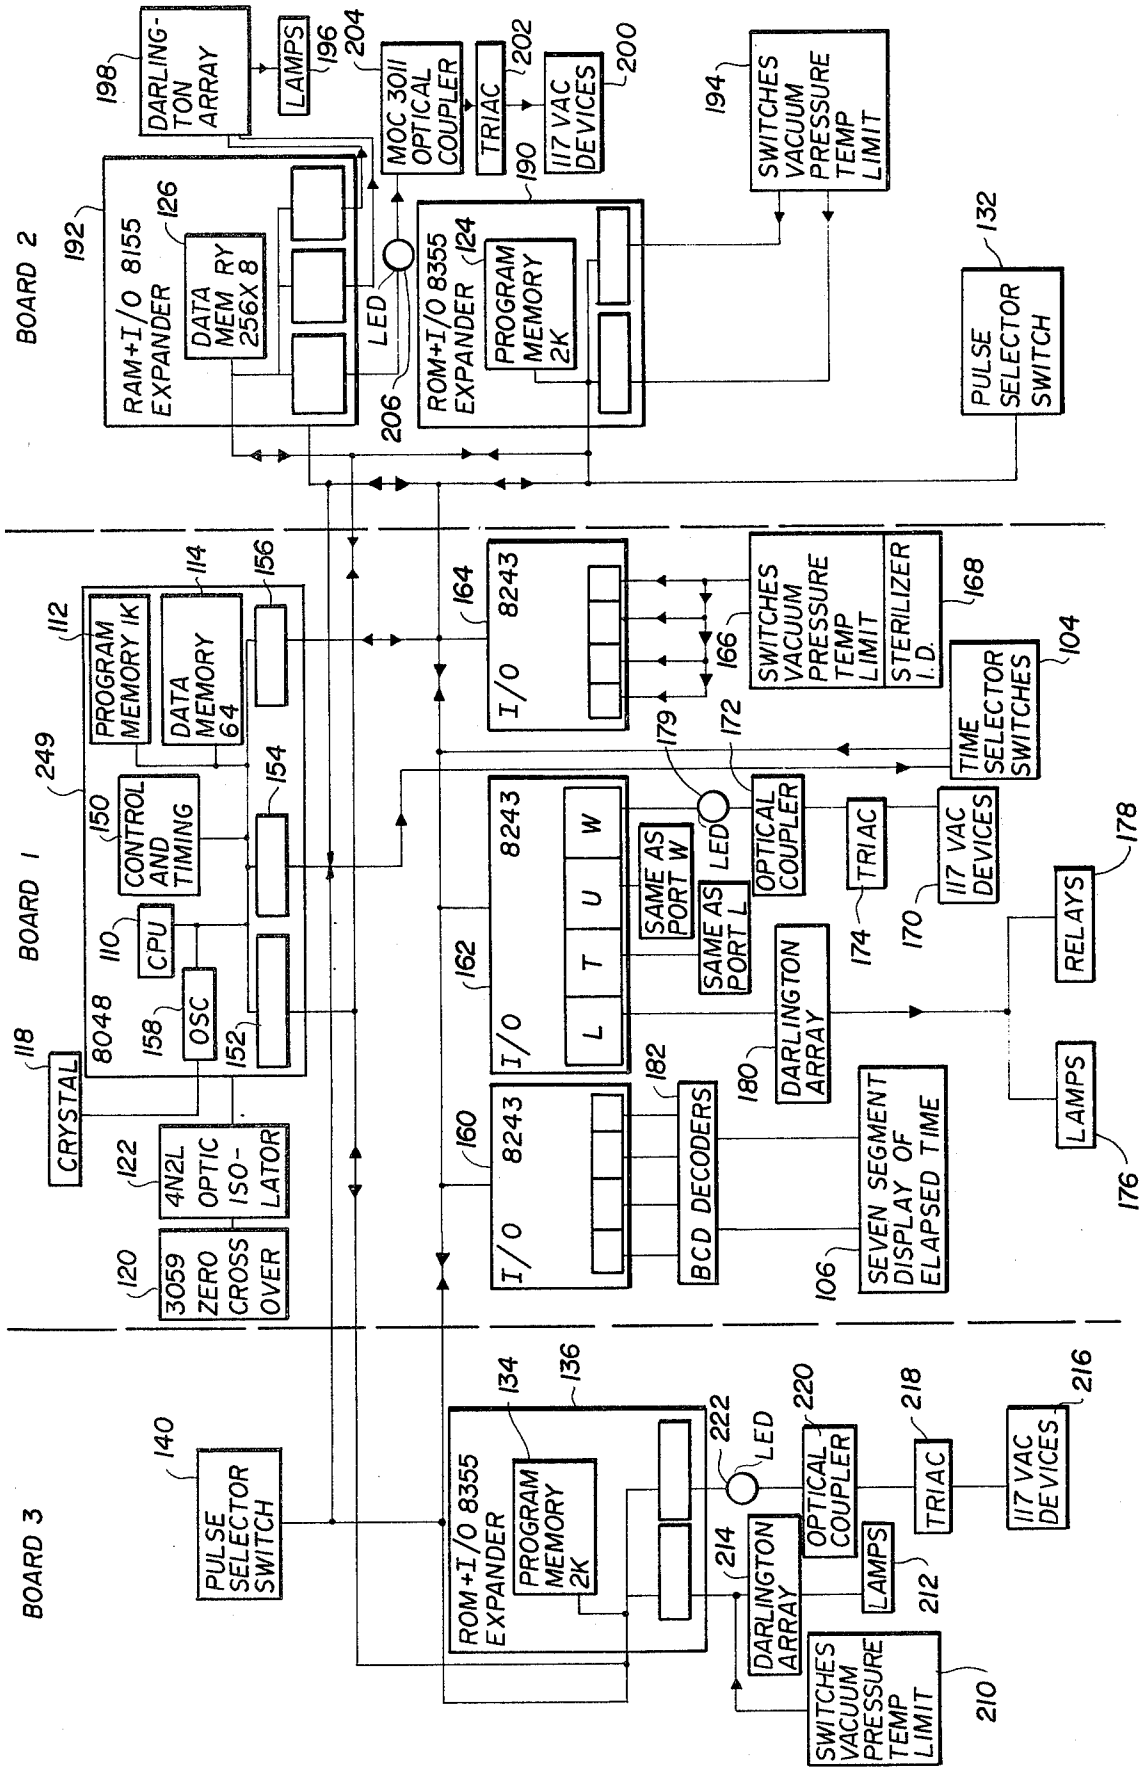 BOARD 3
140
PULSE
SELECTOR
SWITCH
ROM+I/O 8355
EXPANDER
134
136
PROGRAM
MEMORY
2K
222
LED
220
OPTICAL
COUPLER
218
TRIAC
216
117 VAC
DEVICES
214
DARLINGTON
ARRAY
LAMPS
212
SWITCHES
VACUUM
PRESSURE
TEMP
LIMIT
210
BOARD 1
118
CRYSTAL
122
4N2L
OPTIC
ISO-
LATOR
120
3059
ZERO
CROSS
OVER
249
8048
158
OSC
110
CPU
150
CONTROL
AND
TIMING
112
PROGRAM
MEMORY 1K
114
DATA
MEMORY
64
152
154
156
160
I/O 8243
182
BCD DECODERS
106
SEVEN SEGMENT
DISPLAY OF
ELAPSED TIME
162
I/O 8243
L T U W
SAME AS
PORT W
SAME AS
PORT L
180
DARLINGTON
ARRAY
LAMPS
176
RELAYS
178
179
LED
172
OPTICAL
COUPLER
174
TRIAC
170
117 VAC
DEVICES
164
I/O 8243
166
SWITCHES
VACUUM
PRESSURE
TEMP
LIMIT
STERILIZER
I.D.
168
104
TIME
SELECTOR
SWITCHES
BOARD 2
192
RAM+I/O 8155
EXPANDER
126
DATA
MEM RY
256X 8
198
DARLING-
TON
ARRAY
LAMPS
196
LED
206
204
MOC 3011
OPTICAL
COUPLER
202
TRIAC
200
117 VAC
DEVICES
190
ROM+I/O 8355
EXPANDER
124
PROGRAM
MEMORY
2K
194
SWITCHES
VACUUM
PRESSURE
TEMP
LIMIT
132
PULSE
SELECTOR
SWITCH